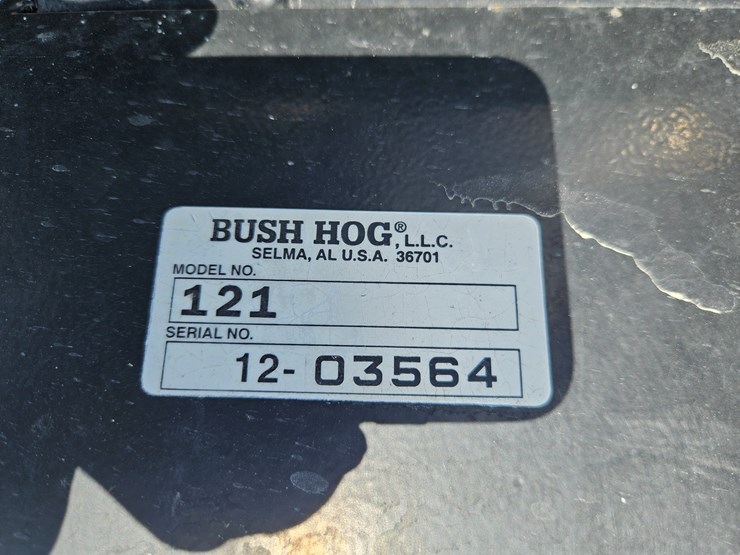 BUSH HOG®, L.L.C.
SELMA, AL U.S.A. 36701
MODEL NO.
121
SERIAL NO.
12- 03564